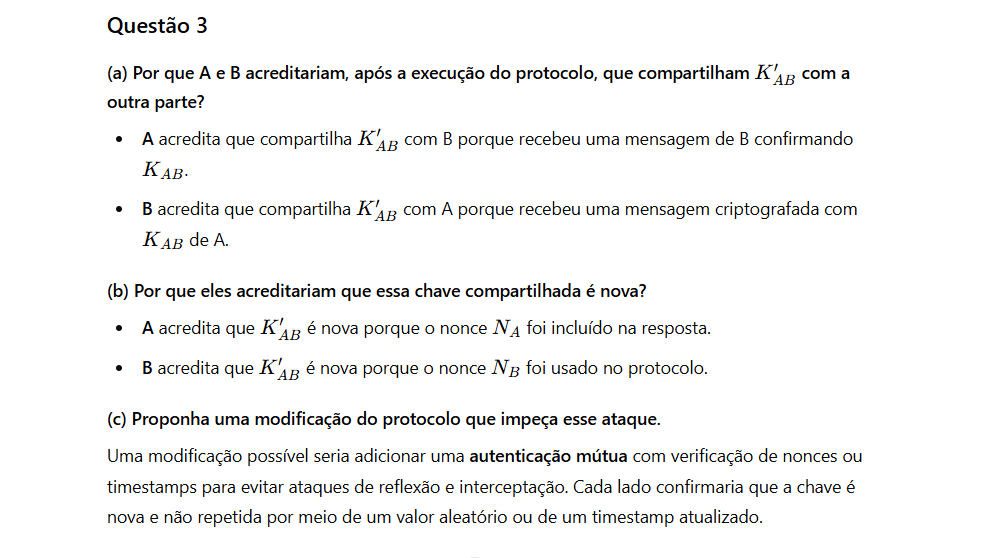 Questão 3
(a) Por que A e B acreditariam, após a execução do protocolo, que compartilham K′AB com a
outra parte?
• A acredita que compartilha K′AB com B porque recebeu uma mensagem de B confirmando
KAB.
• B acredita que compartilha K′AB com A porque recebeu uma mensagem criptografada com
KAB de A.
(b) Por que eles acreditariam que essa chave compartilhada é nova?
• A acredita que K′AB é nova porque o nonce NA foi incluído na resposta.
• B acredita que K′AB é nova porque o nonce NB foi usado no protocolo.
(c) Proponha uma modificação do protocolo que impeça esse ataque.
Uma modificação possível seria adicionar uma autenticação mútua com verificação de nonces ou
timestamps para evitar ataques de reflexão e interceptação. Cada lado confirmaria que a chave é
nova e não repetida por meio de um valor aleatório ou de um timestamp atualizado.